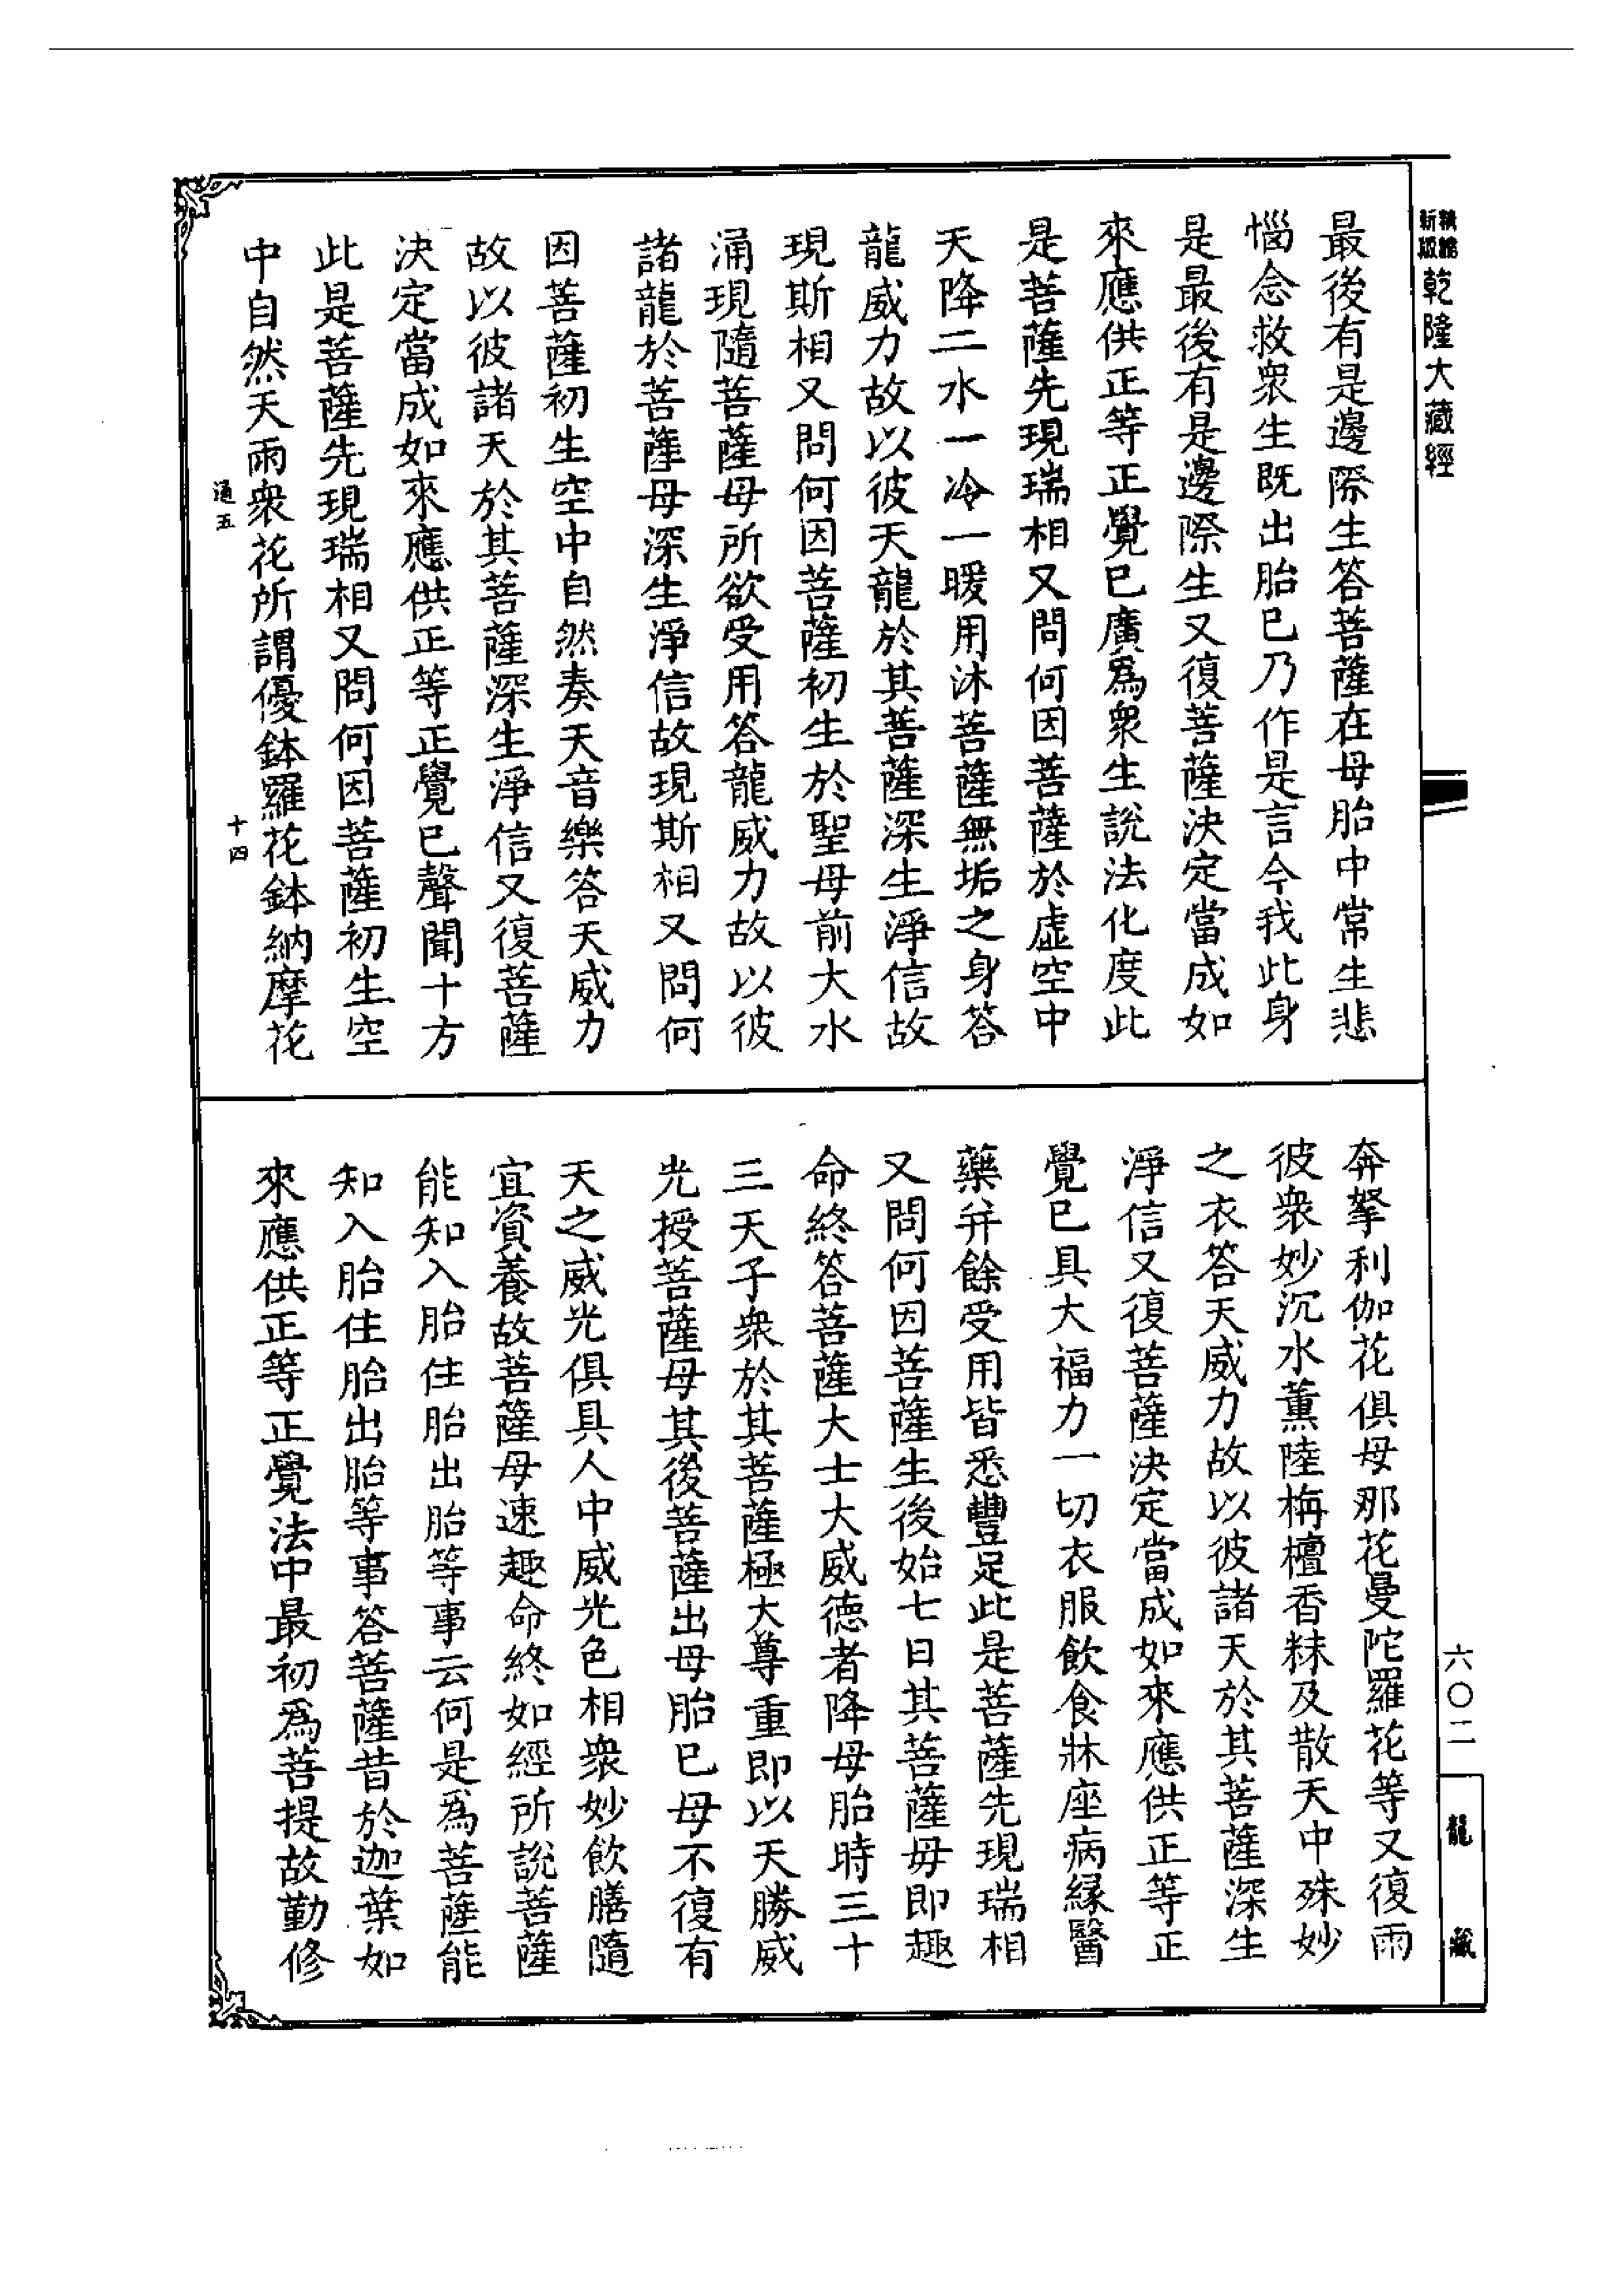 精縮
新版
乾隆大藏經
最後有是邊際生答菩薩在母胎中常生悲
惱念救衆生既出胎已乃作是言今我此身
是最後有是邊際生又復菩薩決定當成如
來應供正等正覺已廣爲衆生說法化度此
是菩薩先現瑞相又問何因菩薩於虛空中
天降二水一冷一暖用沐菩薩無垢之身答
龍威力故以彼天龍於其菩薩深生淨信故
現斯相又問何因菩薩初生於聖母前大水
涌現隨菩薩母所欲受用答龍威力故以彼
諸龍於菩薩母深生淨信故現斯相又問何
因菩薩初生空中自然奏天音樂答天威力
故以彼諸天於其菩薩深生淨信又復菩薩
決定當成如來應供正等正覺已聲聞十方
此是菩薩先現瑞相又問何因菩薩初生空
中自然天雨衆花所謂優鉢羅花鉢納摩花
通五
十四
奔拏利伽花俱母那花曼陀羅花等又復雨
彼衆妙沉水薰陸栴檀香秣及散天中殊妙
之衣答天威力故以彼諸天於其菩薩深生
淨信又復菩薩決定當成如來應供正等正
覺已具大福力一切衣服飲食牀座病緣醫
藥并餘受用皆悉豐足此是菩薩先現瑞相
又問何因菩薩生後始七日其菩薩母即趣
命終答菩薩大士大威德者降母胎時三十
三天子衆於其菩薩極大尊重即以天勝威
光授菩薩母其後菩薩出母胎已母不復有
天之威光俱具人中威光色相衆妙飲膳隨
宜資養故菩薩母速趣命終如經所說菩薩
能知入胎住胎出胎等事云何是爲菩薩能
知入胎住胎出胎等事答菩薩昔於迦葉如
來應供正等正覺法中最初爲菩提故勤修
六〇二
龍藏